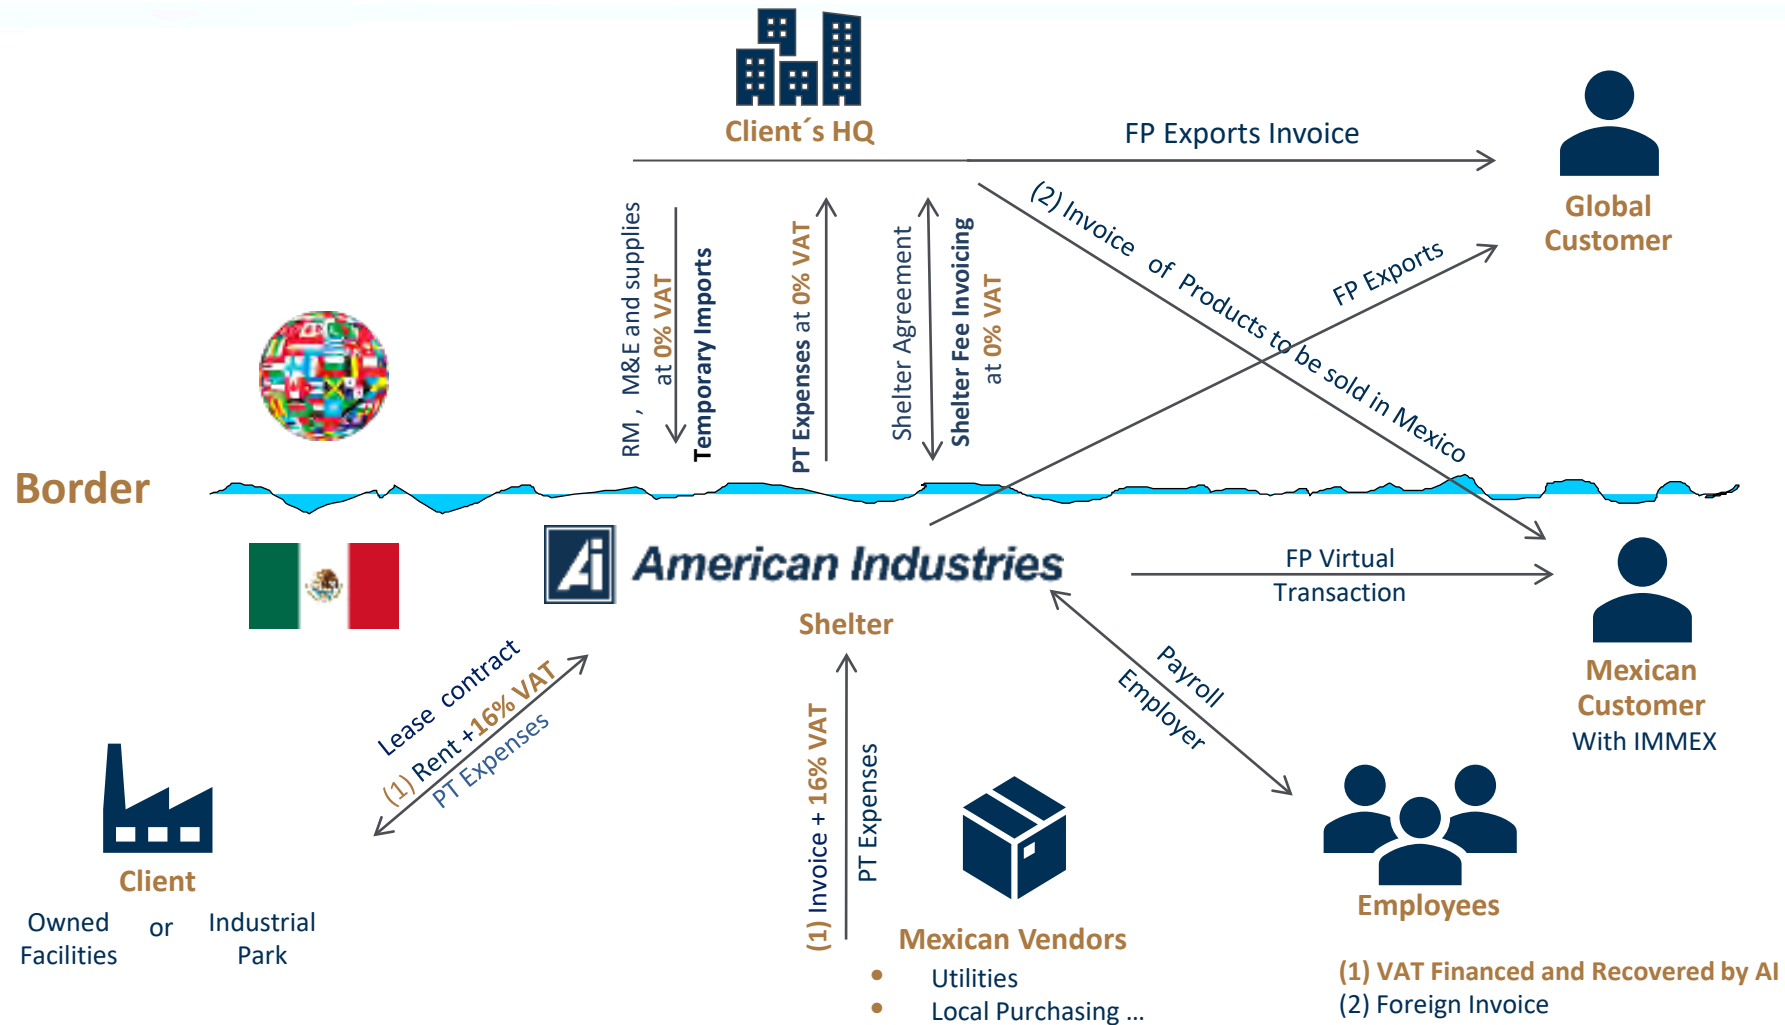 Client´s HQ
FP Exports Invoice
Global
Customer
RM , M&E and supplies
at 0% VAT
Temporary Imports
PT Expenses at 0% VAT
Shelter Agreement
Shelter Fee Invoicing
at 0% VAT
(2) Invoice of Products to be sold in Mexico
FP Exports
Border
Ai American Industries
Shelter
FP Virtual
Transaction
Mexican
Customer
With IMMEX
Lease contract
(1) Rent +16% VAT
PT Expenses
Payroll
Employer
(1) Invoice + 16% VAT
PT Expenses
Client
Owned or Industrial
Facilities Park
Mexican Vendors
• Utilities
• Local Purchasing ...
Employees
(1) VAT Financed and Recovered by AI
(2) Foreign Invoice